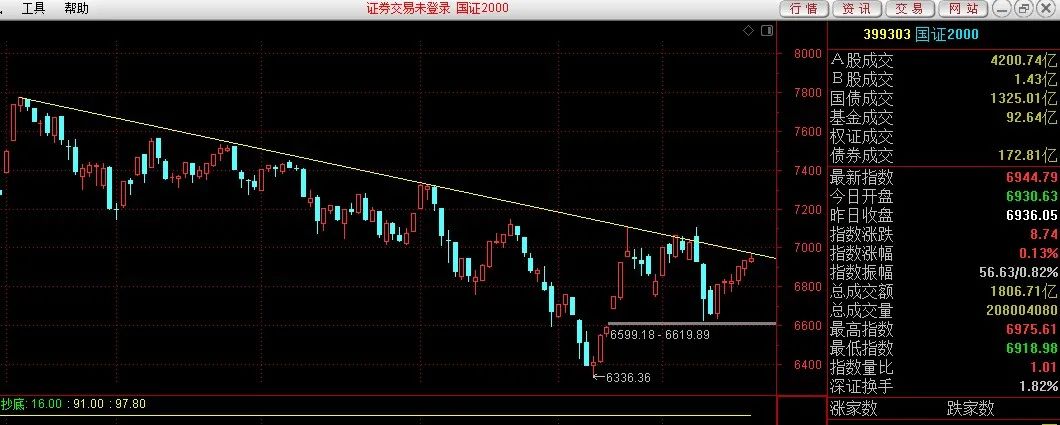 工具 帮助 证券交易未登录 国证2000 行情 资讯 交易 网站
399303 国证2000
8000
7800
7600
7400
7200
7000
6800
6600
6400
6599.18 - 6619.89
6336.36
抄底: 16.00 : 91.00 : 97.80
A股成交 4200.74亿
B股成交 1.43亿
国债成交 1325.01亿
基金成交 92.64亿
权证成交
债券成交 172.81亿
最新指数 6944.79
今日开盘 6930.63
昨日收盘 6936.05
指数涨跌 8.74
指数涨幅 0.13%
指数振幅 56.63/0.82%
总成交额 1806.71亿
总成交量 208004080
最高指数 6975.61
最低指数 6918.98
指数量比 1.01
深证换手 1.82%
涨家数 跌家数